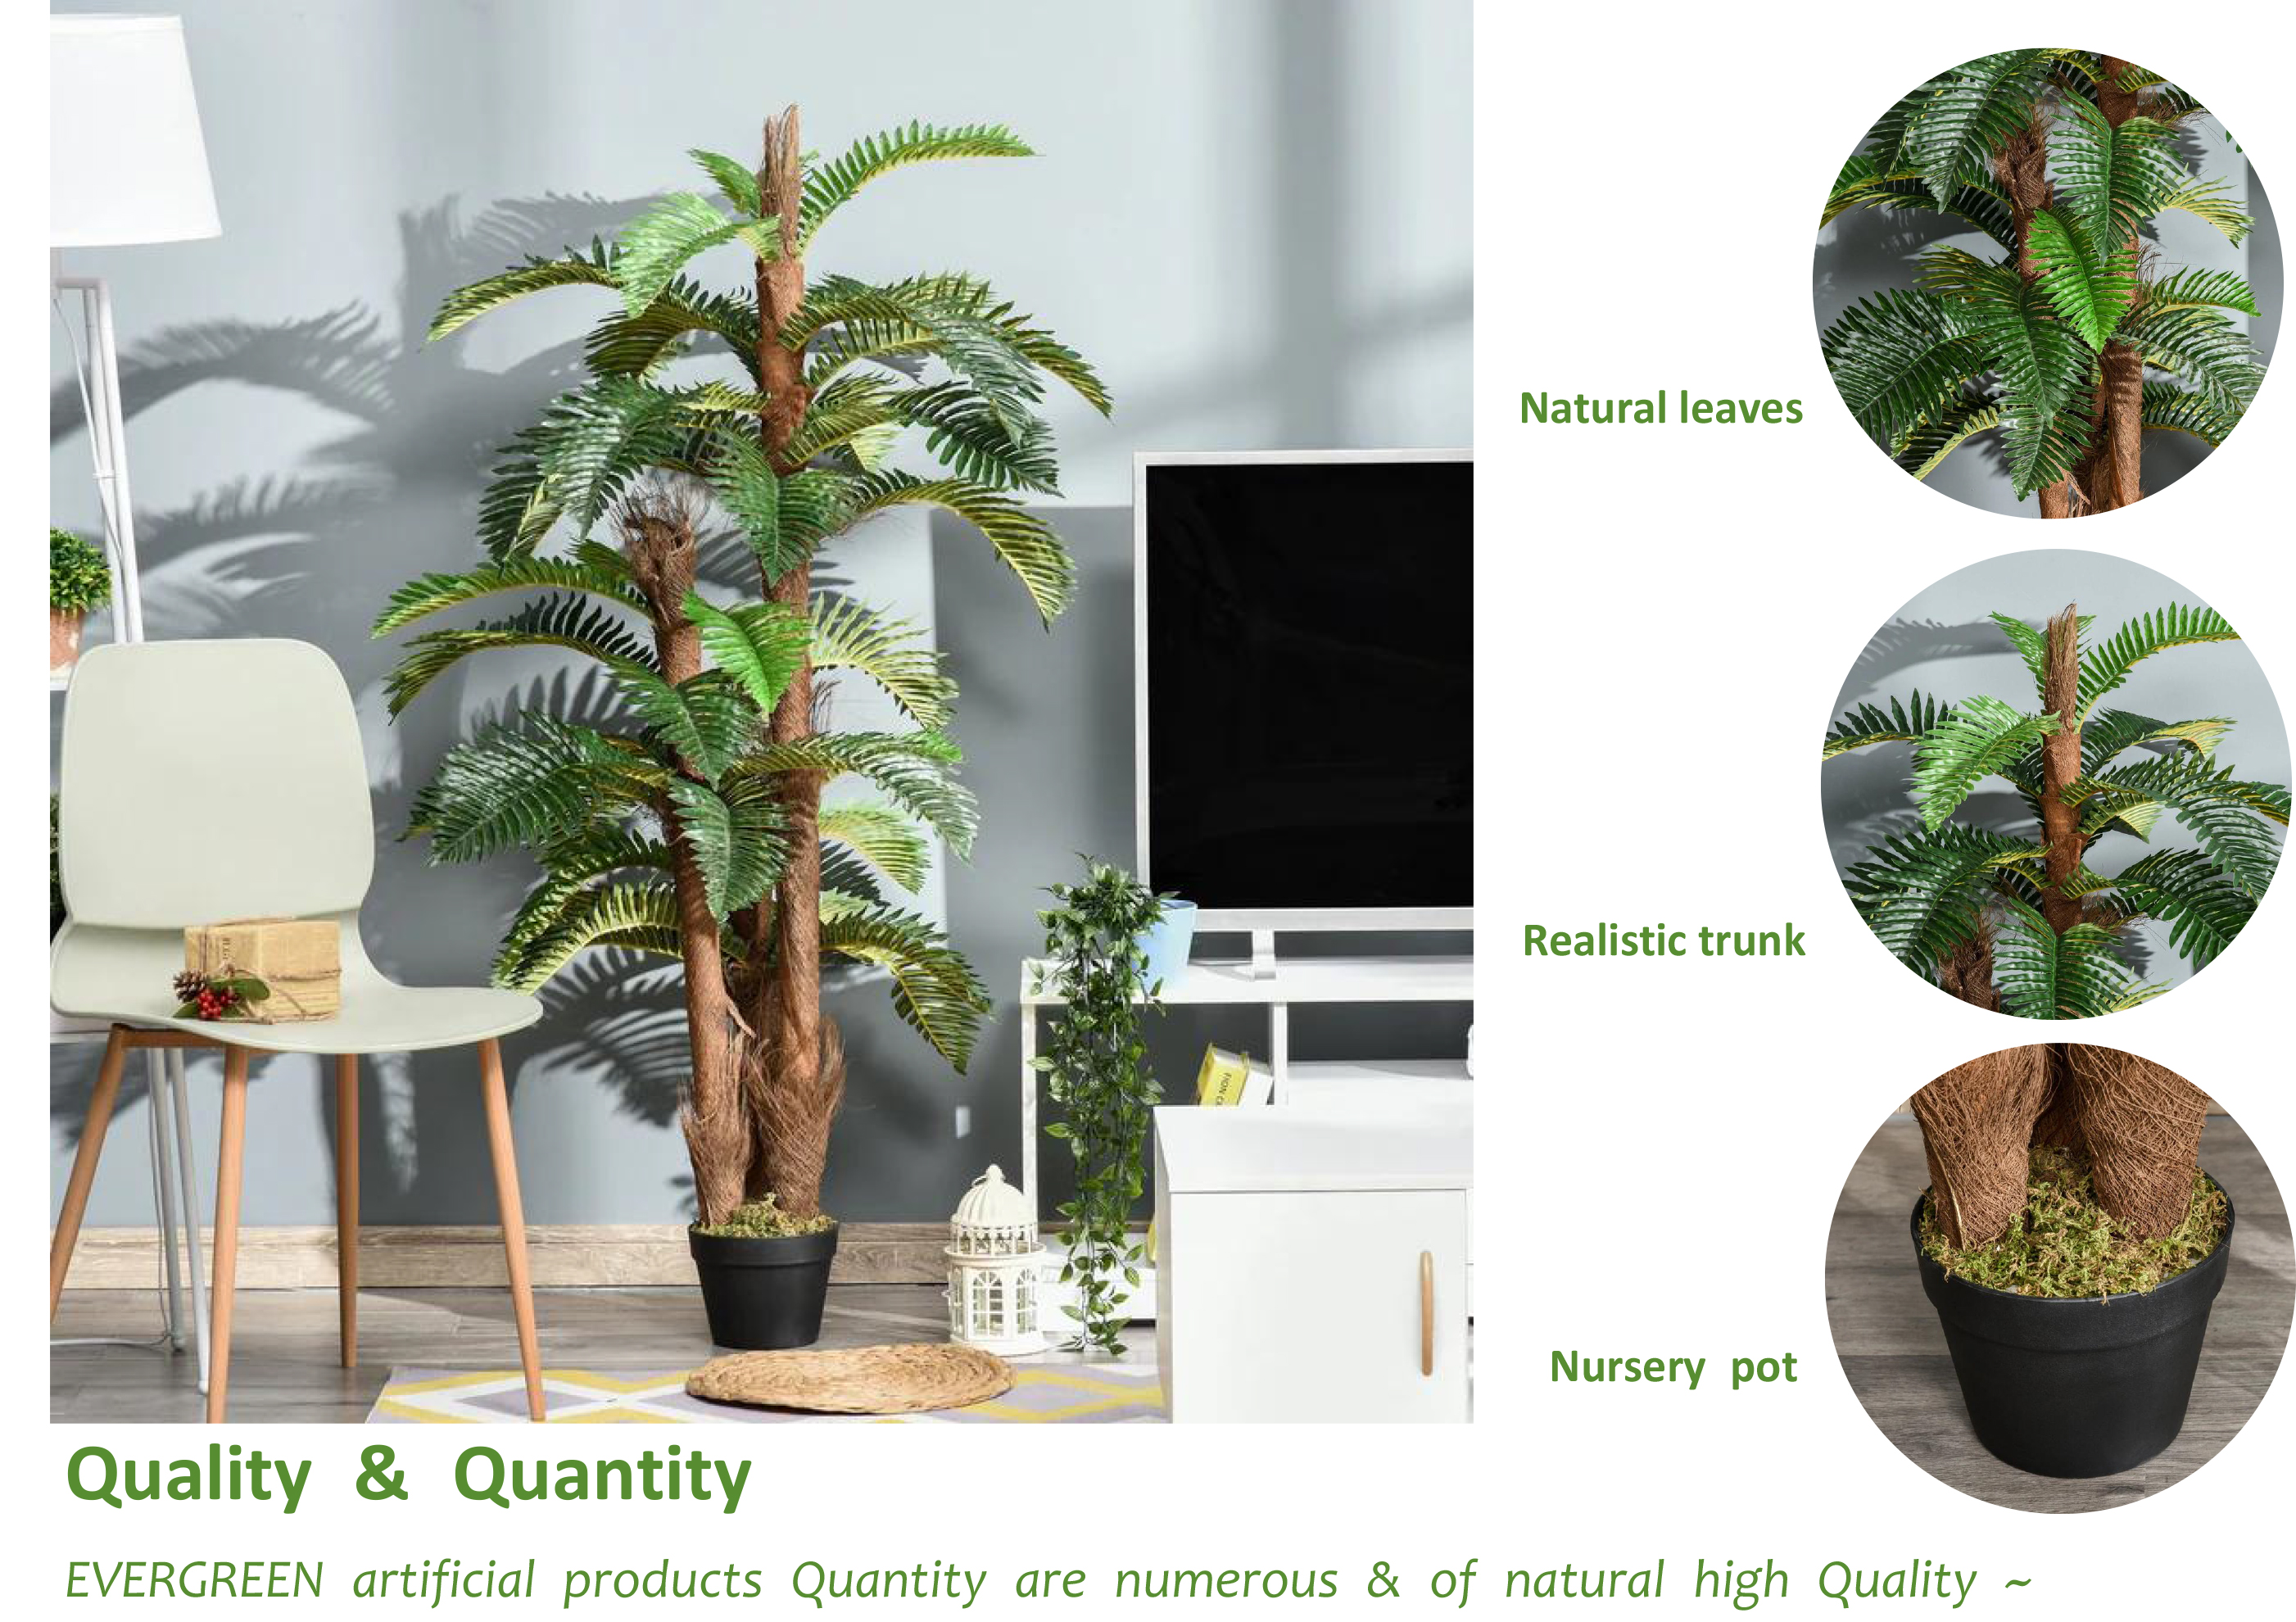 Natural leaves
Realistic trunk
Nursery pot
Quality & Quantity
EVERGREEN artificial products Quantity are numerous & of natural high Quality ~